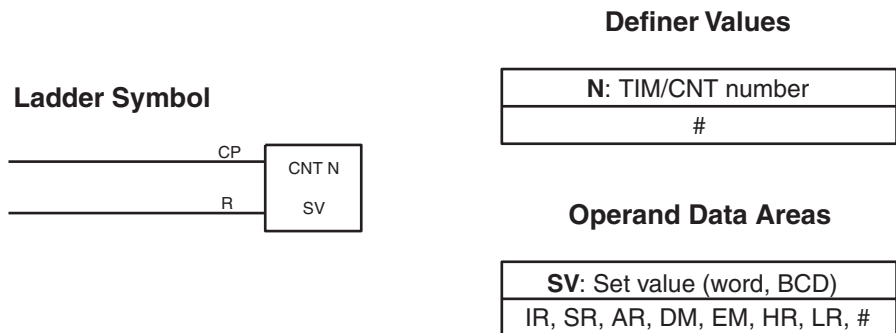 Ladder Symbol
CP
CNT N
R
SV
Definer Values
N: TIM/CNT number
#
Operand Data Areas
SV: Set value (word, BCD)
IR, SR, AR, DM, EM, HR, LR, #